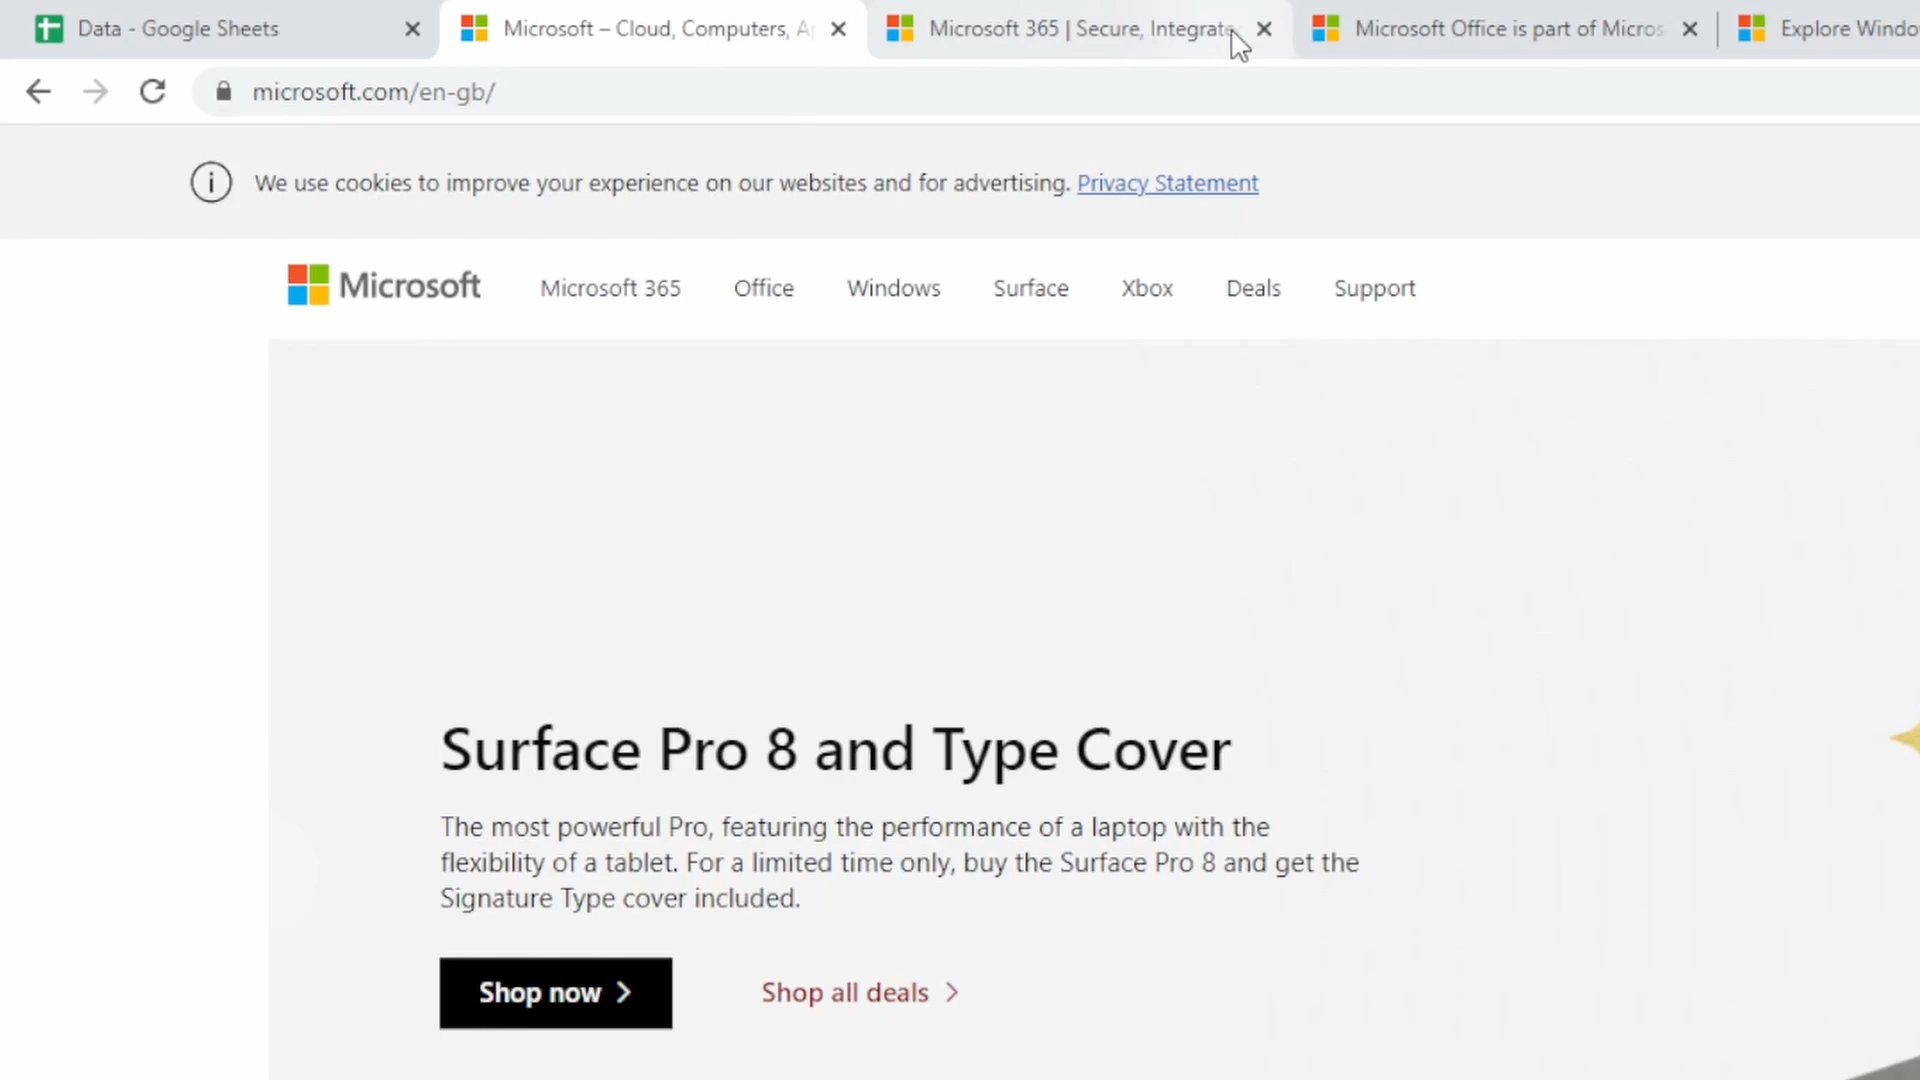 Data - Google Sheets
Microsoft – Cloud, Computers, A
Microsoft 365 | Secure, Integrate
Microsoft Office is part of Micros
Explore Windo
microsoft.com/en-gb/
We use cookies to improve your experience on our websites and for advertising. Privacy Statement
Microsoft
Microsoft 365 Office Windows Surface Xbox Deals Support
Surface Pro 8 and Type Cover
The most powerful Pro, featuring the performance of a laptop with the
flexibility of a tablet. For a limited time only, buy the Surface Pro 8 and get the
Signature Type cover included.
Shop now
Shop all deals